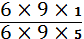 6 × 9 × 1
6 × 9 × 5